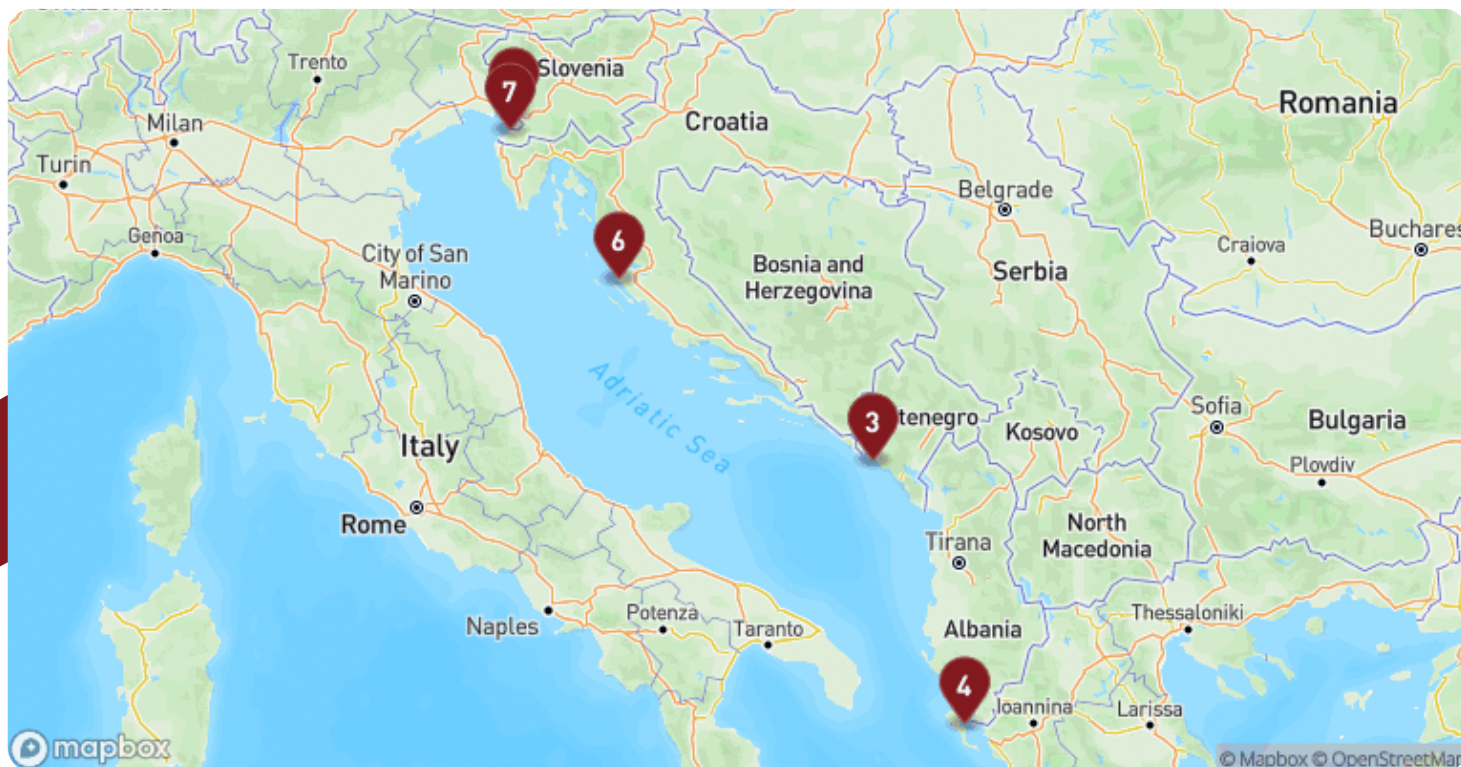 Trento
Slovenia
7
Romania
Milan
Croatia
Turin
Belgrade
Genoa
Buchares
6
Craiova
City of San
Marino
Bosnia and
Herzegovina
Serbia
Adriatic Sea
3
tenegro
Sofia
Bulgaria
Kosovo
Italy
Plovdiv
Rome
North
Macedonia
Tirana
Naples
Potenza
Taranto
Thessaloniki
Albania
4
Ioannina
Larissa
mapbox
© Mapbox © OpenStreetMap